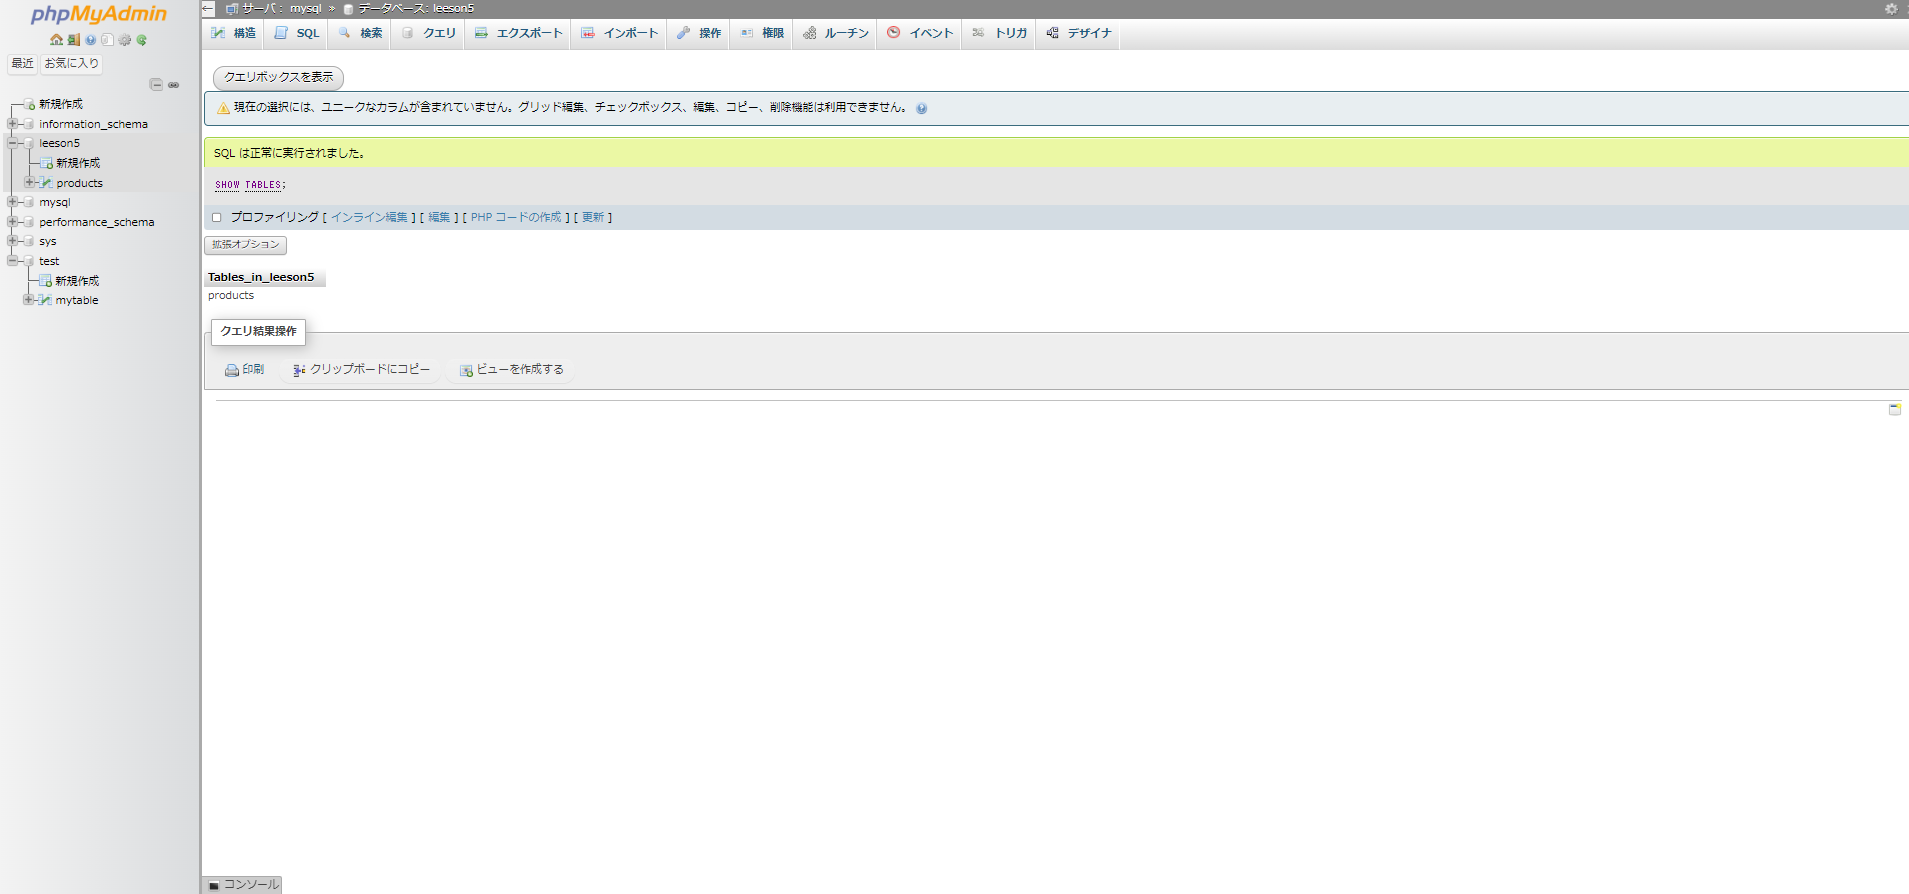 phpMyAdmin
最近 お気に入り
新規作成
information_schema
leeson5
新規作成
products
mysql
performance_schema
sys
test
新規作成
mytable
サーバ: mysql » データベース: leeson5
構造 SQL 検索 クエリ エクスポート インポート 操作 権限 ルーチン イベント トリガ デザイナ
クエリボックスを表示
現在の選択には、ユニークなカラムが含まれていません。グリッド編集、チェックボックス、編集、コピー、削除機能は利用できません。
SQL は正常に実行されました。
SHOW TABLES;
プロファイリング [ インライン編集 ] [ 編集 ] [ PHP コードの作成 ] [ 更新 ]
拡張オプション
Tables_in_leeson5
products
クエリ結果操作
印刷 クリップボードにコピー ビューを作成する
コンソール